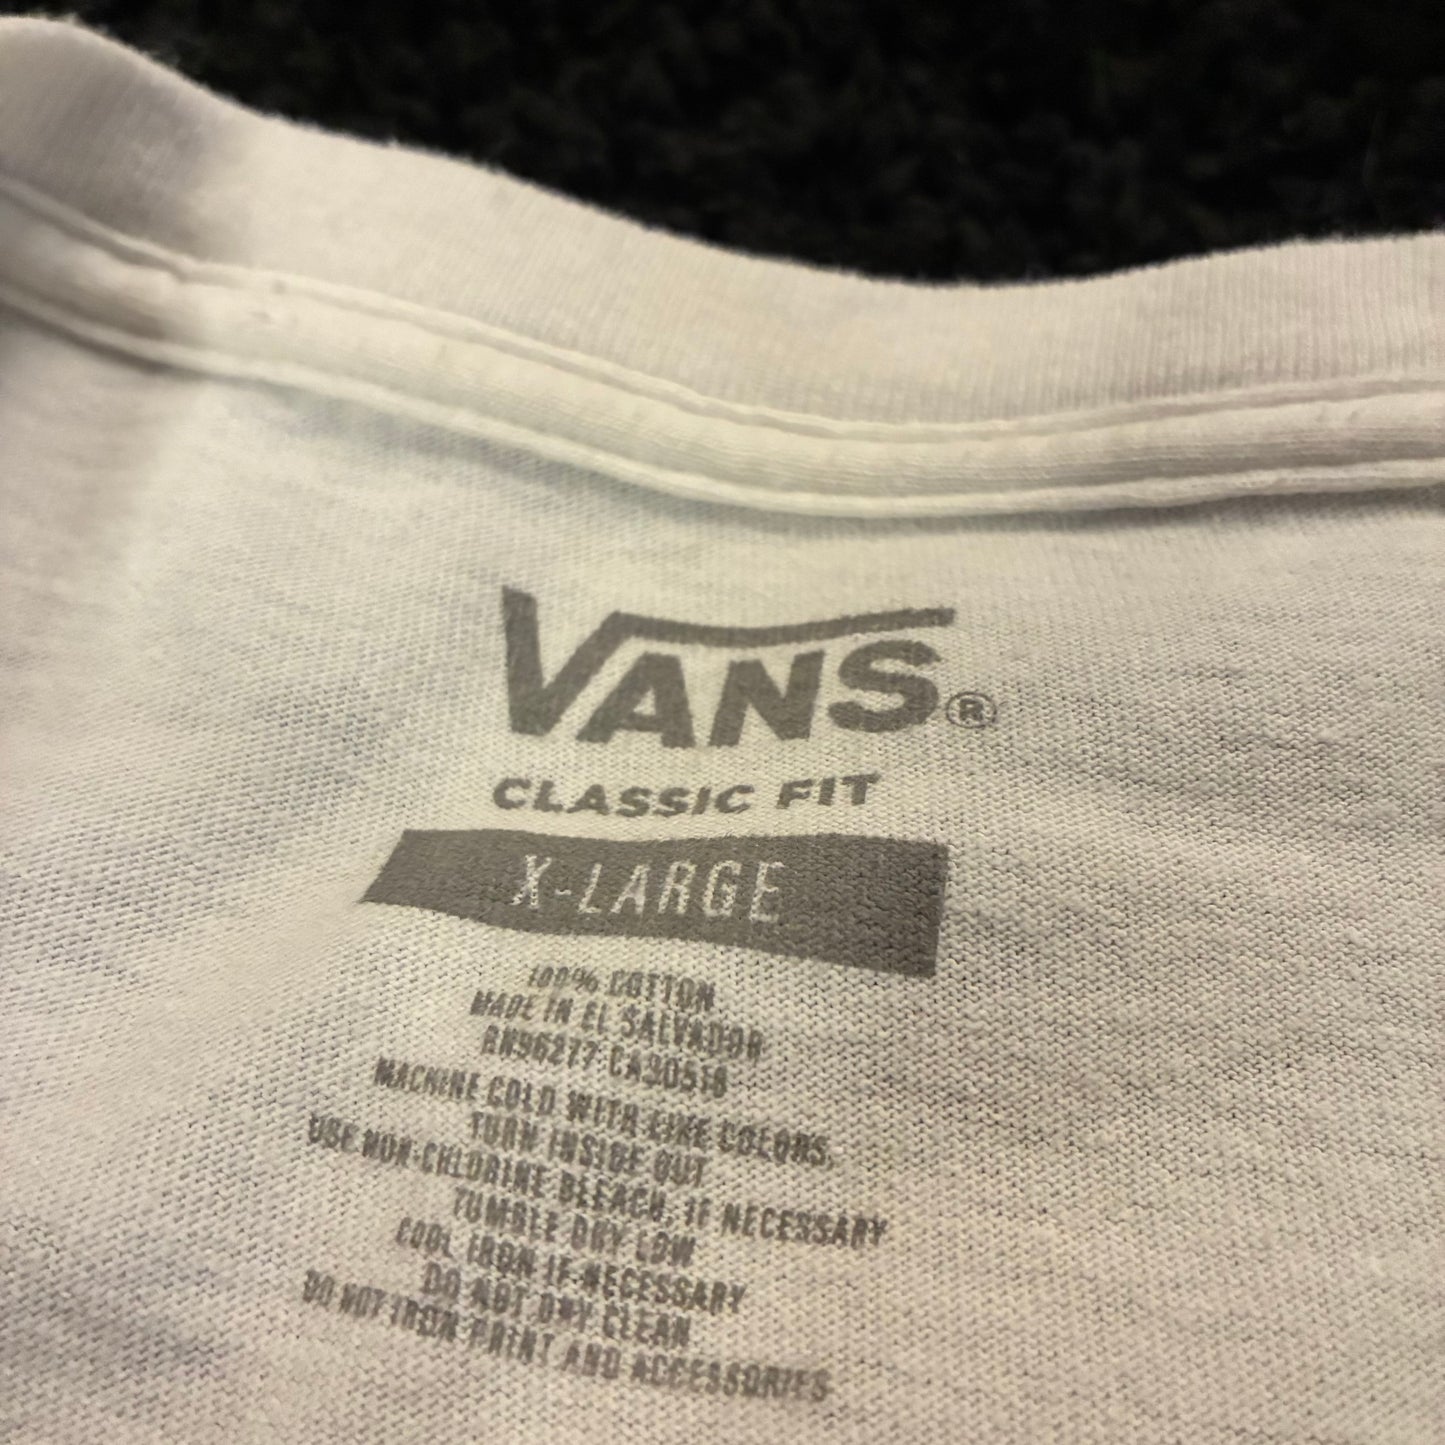 VANS®
CLASSIC FIT
X-LARGE
100% COTTON
MADE IN EL SALVADOR
RN96277 CA30518
MACHINE COLD WITH LIKE COLORS,
TURN INSIDE OUT
USE NON-CHLORINE BLEACH, IF NECESSARY
TUMBLE DRY LOW
COOL IRON IF NECESSARY
DO NOT DRY CLEAN
DO NOT IRON PRINT AND ACCESSORIES